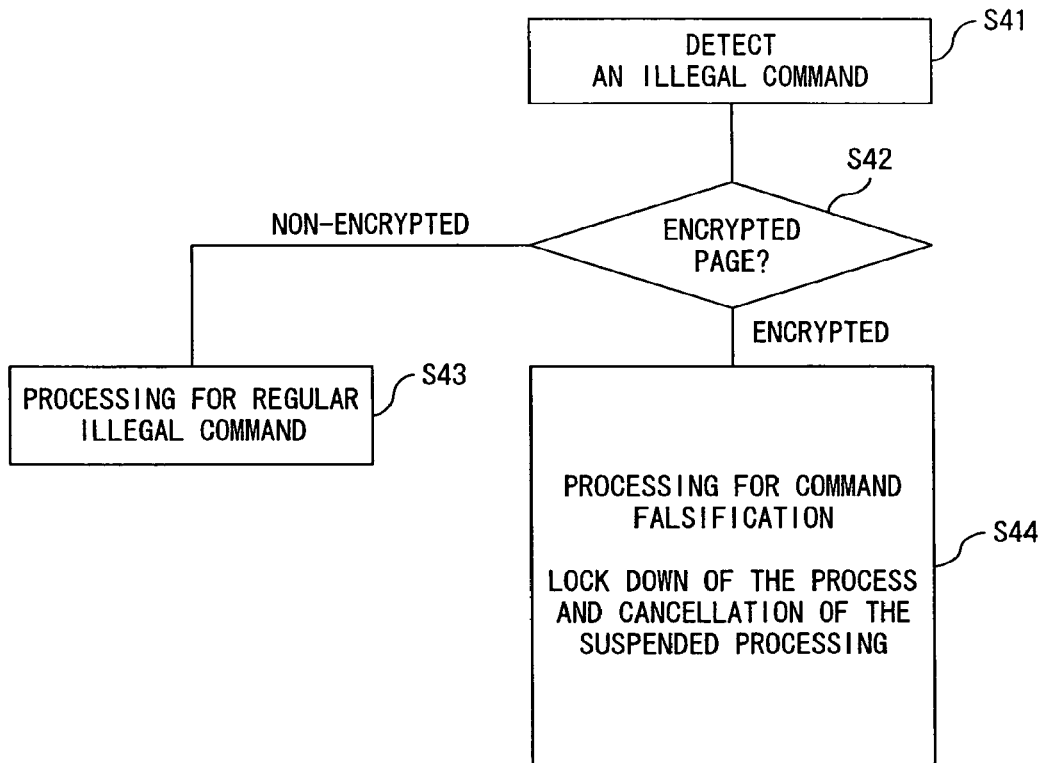 S41
DETECT
AN ILLEGAL COMMAND
S42
NON-ENCRYPTED
ENCRYPTED
PAGE?
ENCRYPTED
S43
PROCESSING FOR REGULAR
ILLEGAL COMMAND
PROCESSING FOR COMMAND
FALSIFICATION
S44
LOCK DOWN OF THE PROCESS
AND CANCELLATION OF THE
SUSPENDED PROCESSING